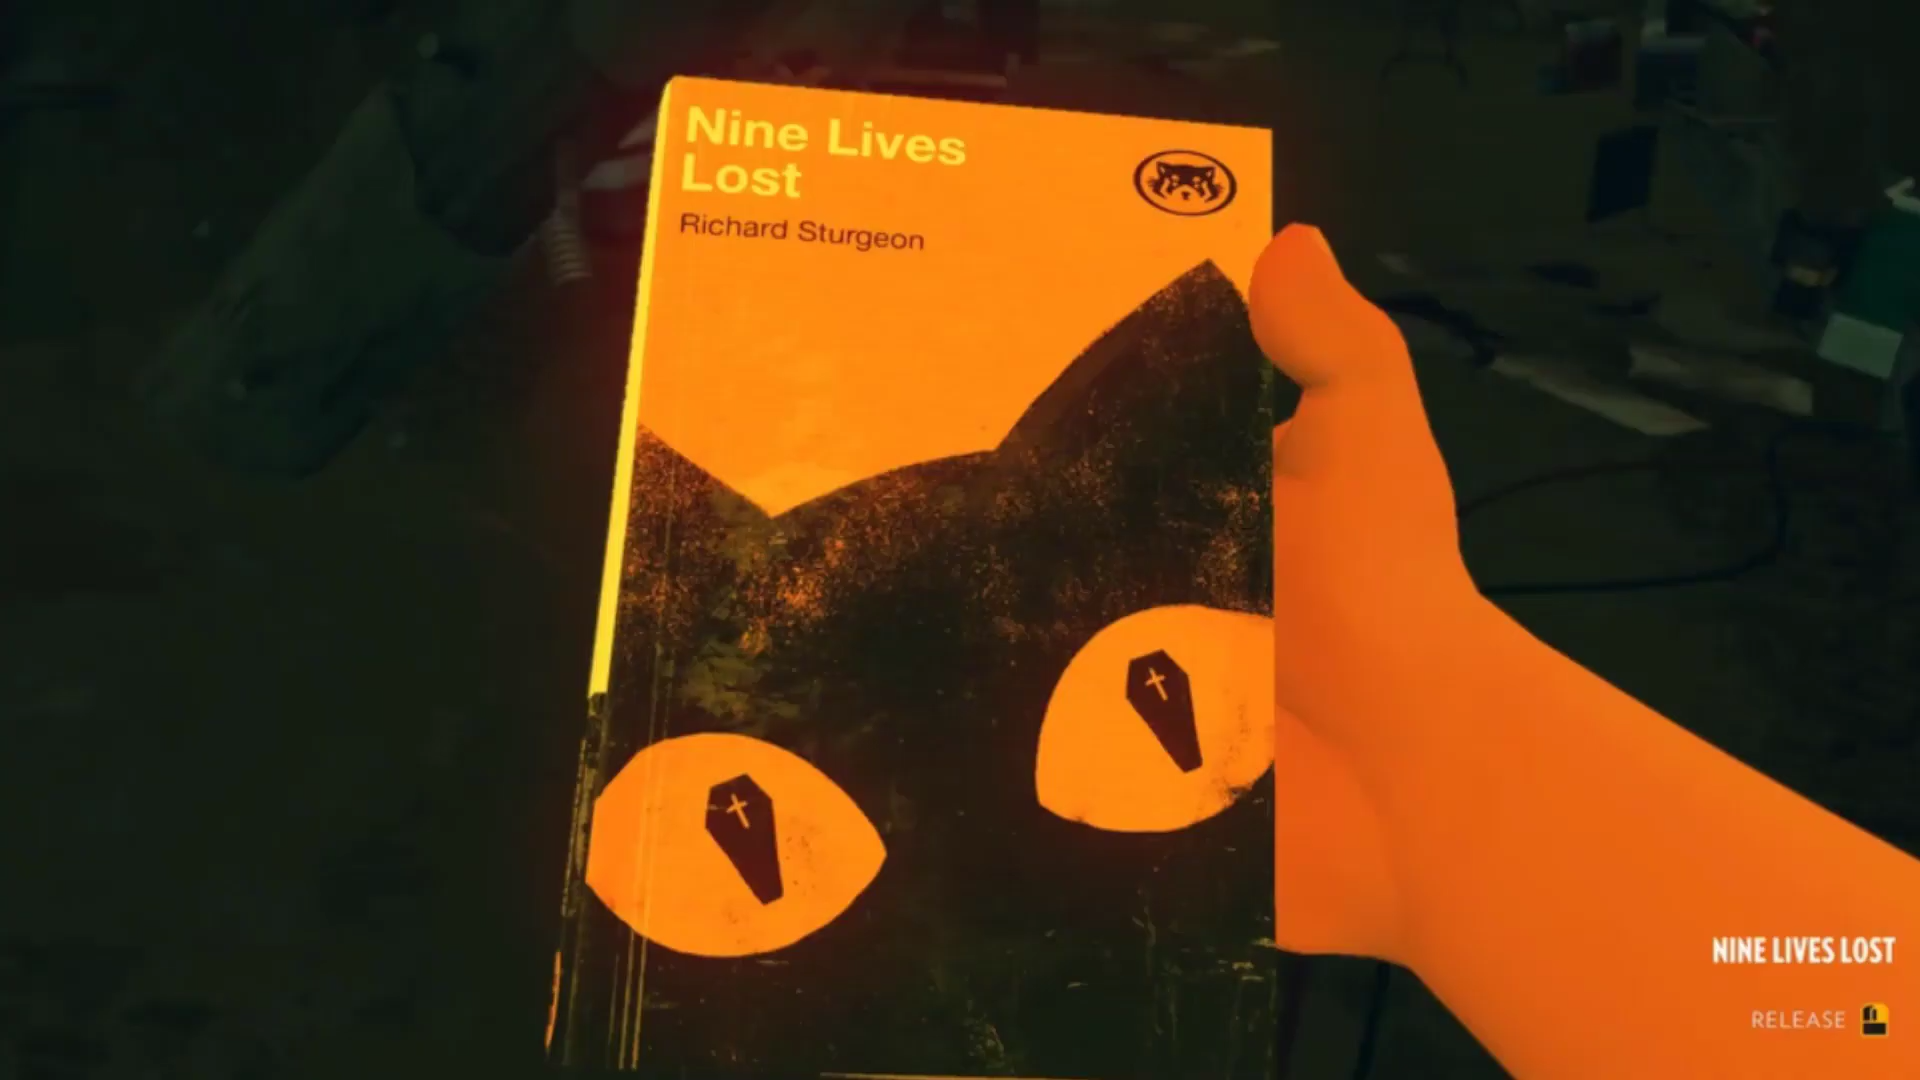 Nine Lives
Lost
Richard Sturgeon
NINE LIVES LOST
RELEASE